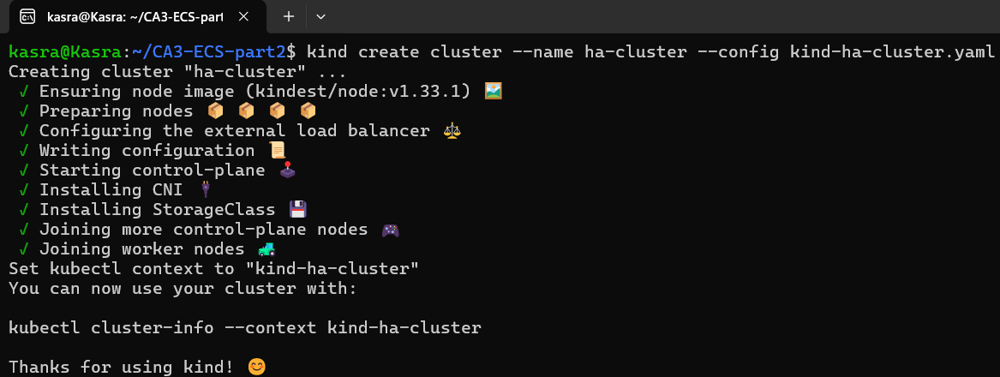 kasra@Kasra: ~/CA3-ECS-part
kasra@Kasra:~/CA3-ECS-part2$ kind create cluster --name ha-cluster --config kind-ha-cluster.yaml
Creating cluster "ha-cluster" ...
✓ Ensuring node image (kindest/node:v1.33.1) 🖼
✓ Preparing nodes 📦 📦 📦 📦
✓ Configuring the external load balancer ⚖️
✓ Writing configuration 📜
✓ Starting control-plane 🕹️
✓ Installing CNI 🔌
✓ Installing StorageClass 💾
✓ Joining more control-plane nodes 🎮
✓ Joining worker nodes 🚜
Set kubectl context to "kind-ha-cluster"
You can now use your cluster with:
kubectl cluster-info --context kind-ha-cluster
Thanks for using kind! 😊